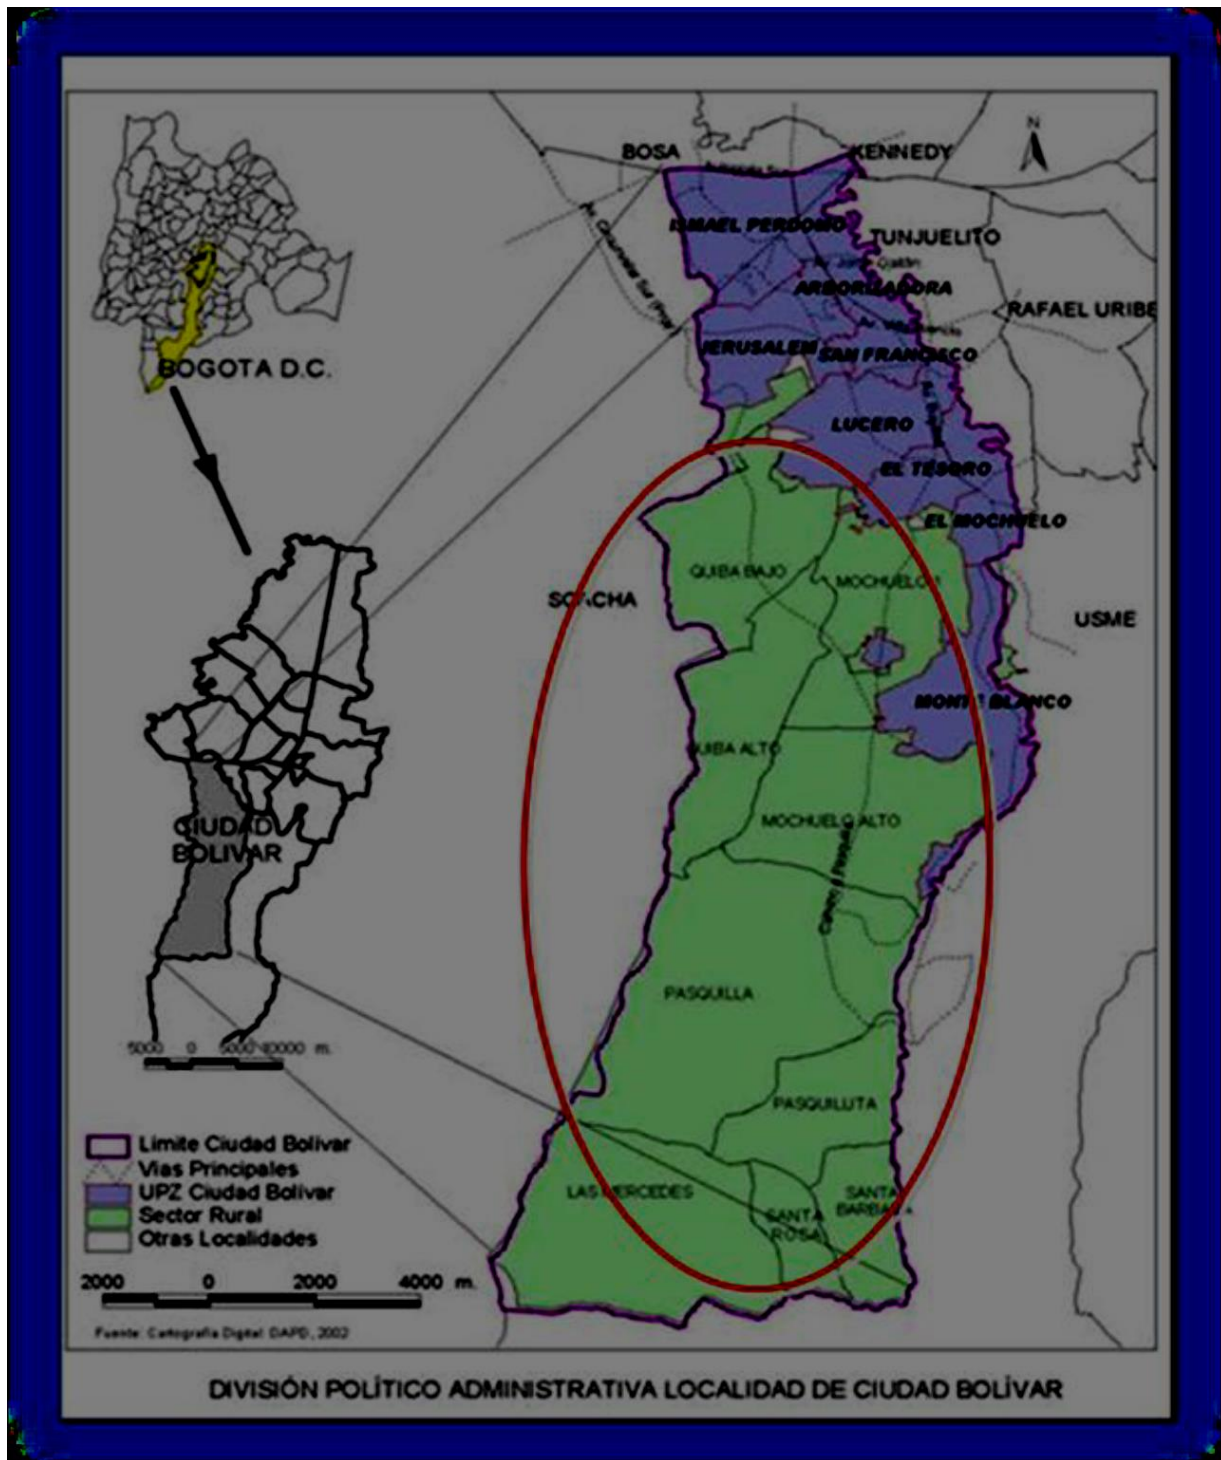 BOSA
KENNEDY
N
ISMAEL PERDOMO
TUNJUELITO
ARBORIZADORA
RAFAEL URIBE
JERUSALEM
SAN FRANCISCO
BOGOTA D.C.
LUCERO
EL TESORO
EL MOCHUELO
QUIBA BAJO
MOCHUELO
SOACHA
USME
MONTE BLANCO
QUIBA ALTO
MOCHUELO ALTO
CIUDAD
BOLIVAR
PASQUILLA
5000 0 5000 10000 m.
PASQUILLITA
Limite Ciudad Bolívar
Vias Principales
UPZ Ciudad Bolívar
Sector Rural
Otras Localidades
LAS MERCEDES
SANTA
BARBARA
SANTA
ROSA
2000 0 2000 4000 m.
Fuente: Cartografía Digital DAPD, 2002
DIVISIÓN POLÍTICO ADMINISTRATIVA LOCALIDAD DE CIUDAD BOLÍVAR